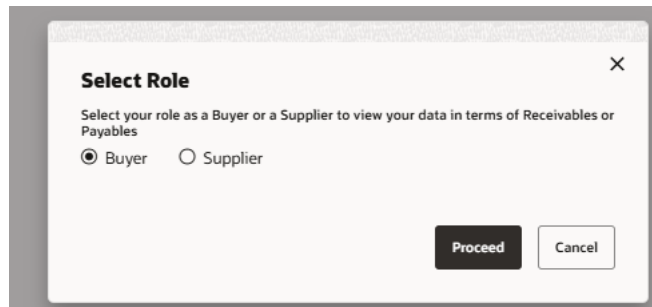 Select Role
Select your role as a Buyer or a Supplier to view your data in terms of Receivables or
Payables
Buyer Supplier
Proceed Cancel